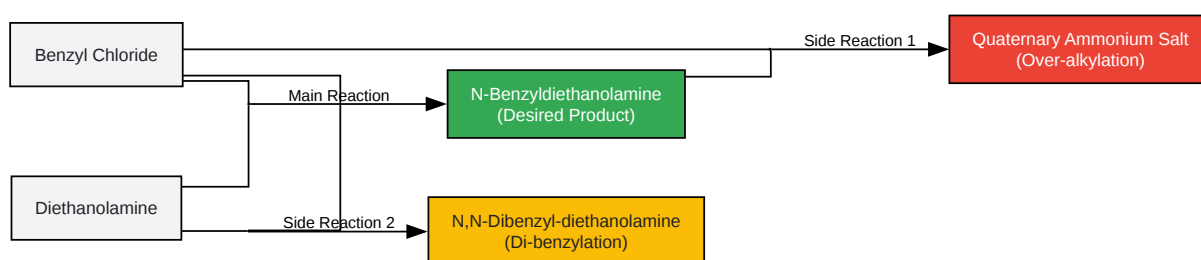 Benzyl Chloride
Side Reaction 1
Quaternary Ammonium Salt
(Over-alkylation)
Main Reaction
N-Benzyldiethanolamine
(Desired Product)
Diethanolamine
Side Reaction 2
N,N-Dibenzyl-diethanolamine
(Di-benzylation)